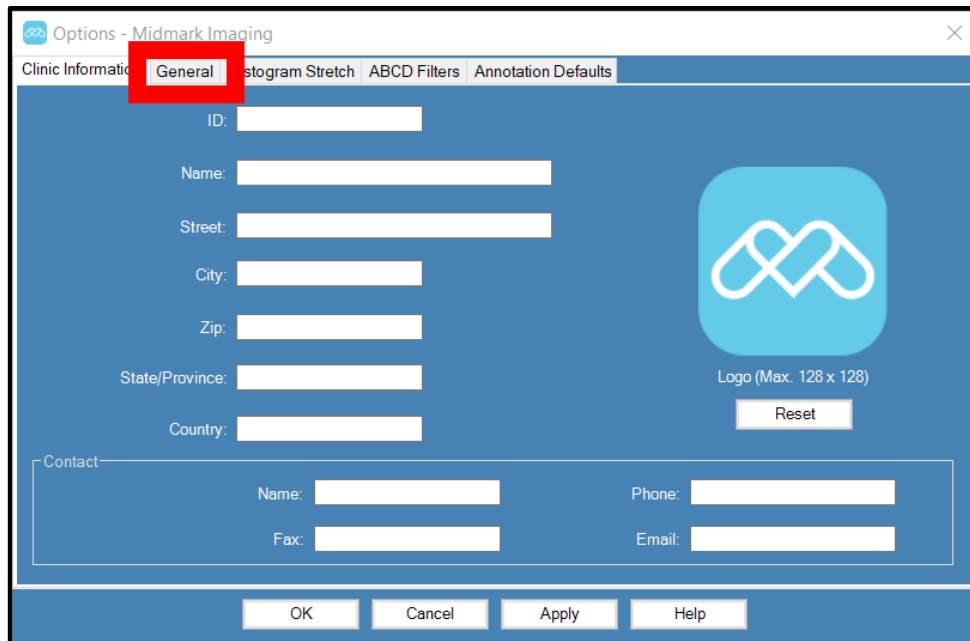 Options - Midmark Imaging
Clinic Informatio General stogram Stretch ABCD Filters Annotation Defaults
ID:
Name:
Street:
City:
Zip:
State/Province:
Logo (Max. 128 x 128)
Reset
Country:
Contact
Name: Phone:
Fax: Email:
OK Cancel Apply Help